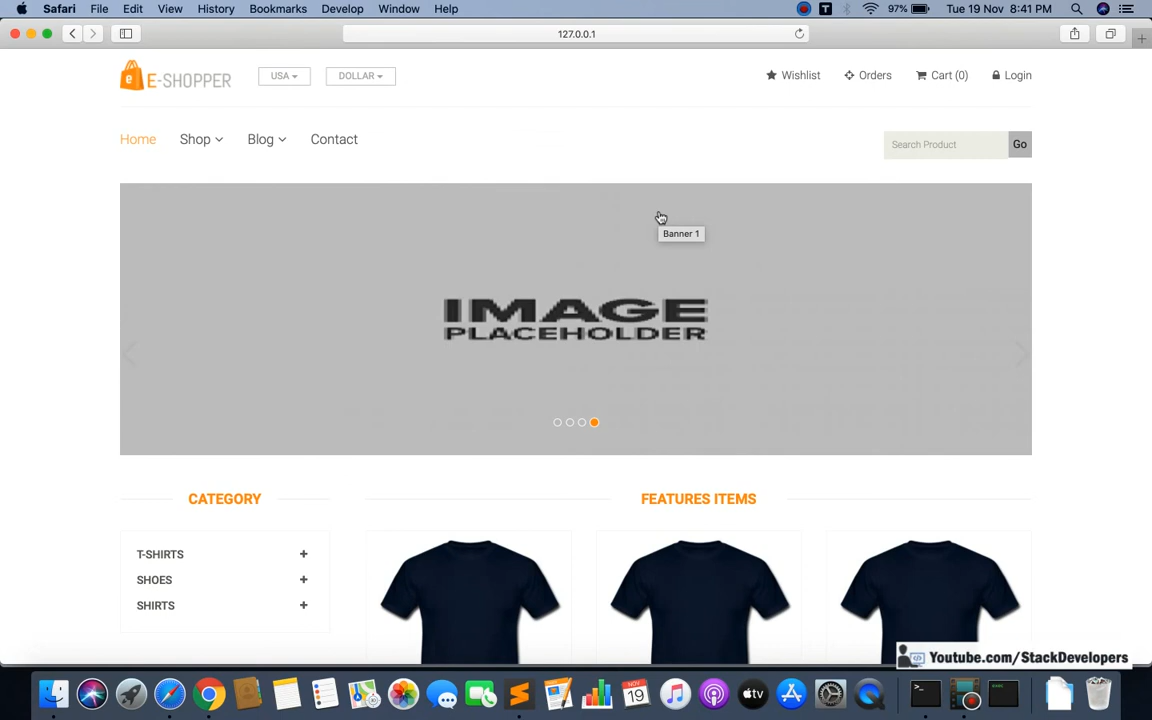 Safari File Edit View History Bookmarks Develop Window Help 97% Tue 19 Nov 8:41 PM
127.0.0.1
e E-SHOPPER USA DOLLAR Wishlist Orders Cart (0) Login
Home Shop Blog Contact Search Product Go
Banner 1
IMAGE
PLACEHOLDER
CATEGORY FEATURES ITEMS
T-SHIRTS +
SHOES +
SHIRTS +
Youtube.com/StackDevelopers
tv